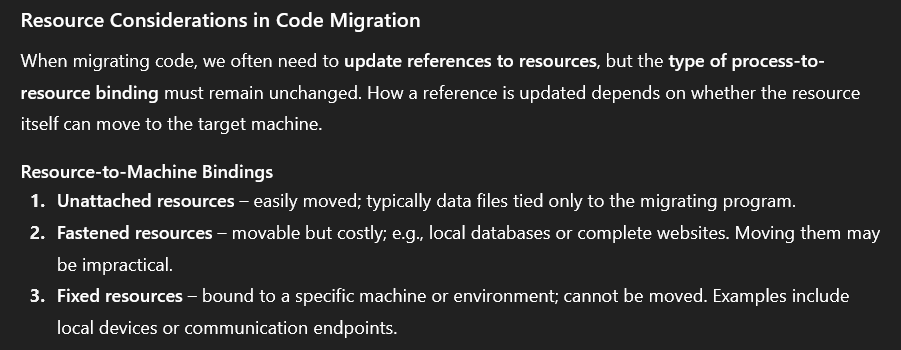 Resource Considerations in Code Migration
When migrating code, we often need to update references to resources, but the type of process-to-
resource binding must remain unchanged. How a reference is updated depends on whether the resource
itself can move to the target machine.
Resource-to-Machine Bindings
1. Unattached resources – easily moved; typically data files tied only to the migrating program.
2. Fastened resources – movable but costly; e.g., local databases or complete websites. Moving them may
be impractical.
3. Fixed resources – bound to a specific machine or environment; cannot be moved. Examples include
local devices or communication endpoints.